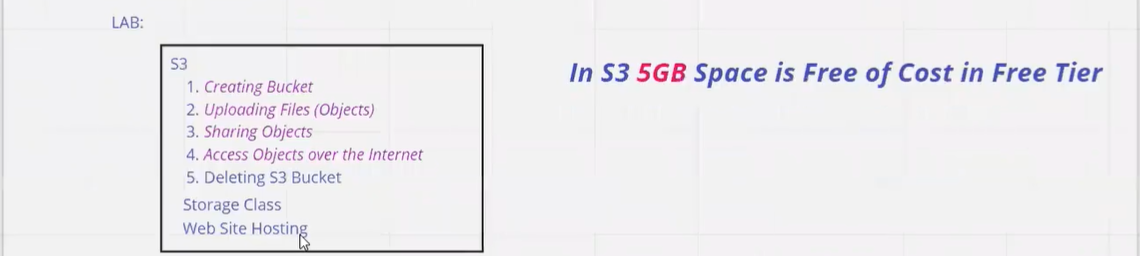 LAB:
S3
1. Creating Bucket
2. Uploading Files (Objects)
3. Sharing Objects
4. Access Objects over the Internet
5. Deleting S3 Bucket
Storage Class
Web Site Hosting
In S3 5GB Space is Free of Cost in Free Tier